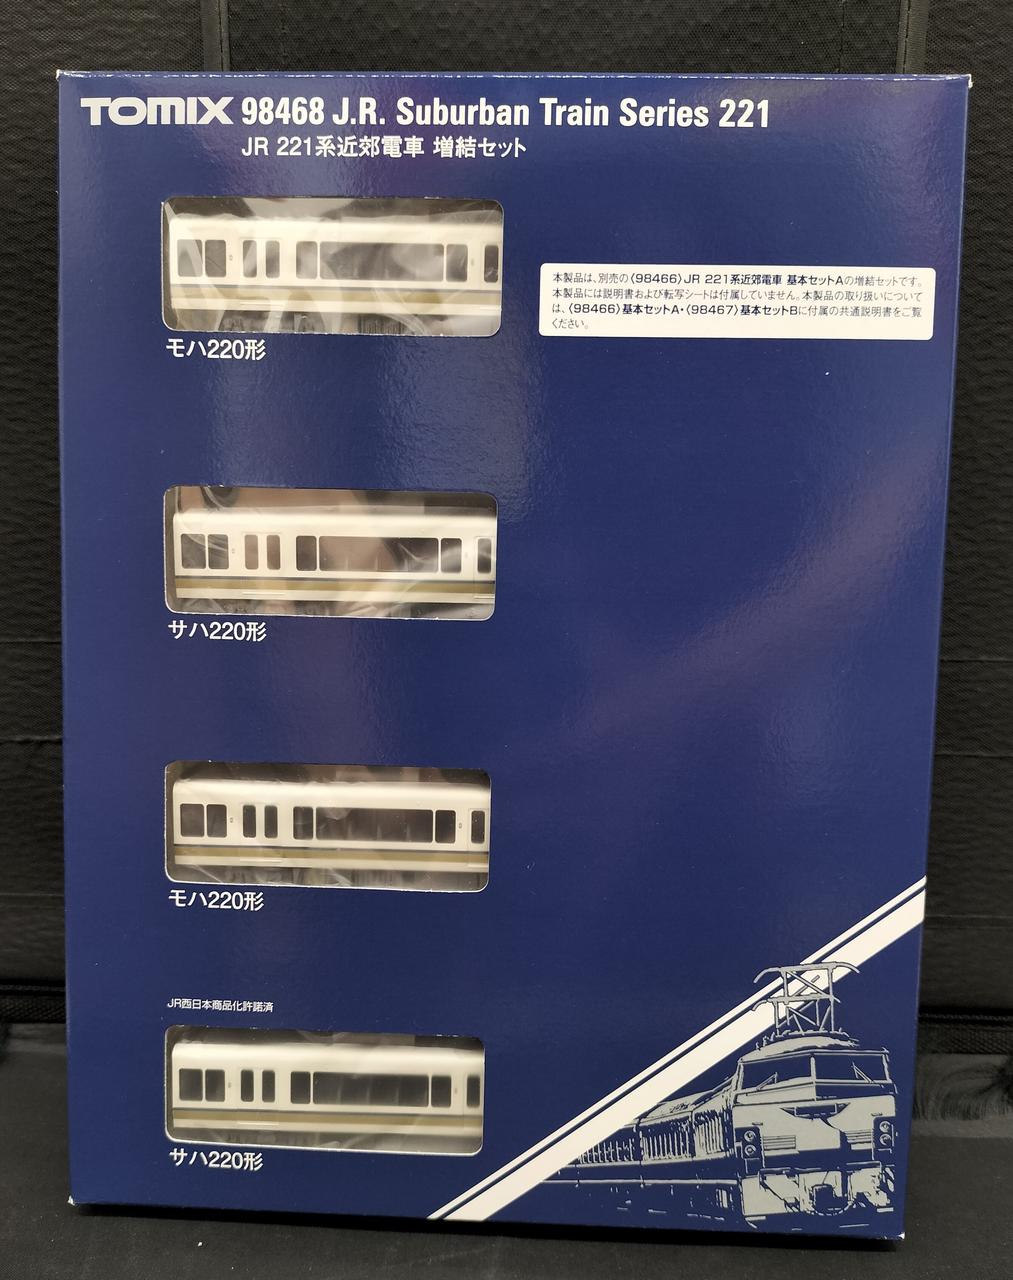 TOMIX 98468 J.R. Suburban Train Series 221
JR 221系近郊電車 増結セット
本製品は、別売の〈98466〉JR 221系近郊電車 基本セットAの増結セットです。
本製品には説明書および転写シートは付属していません。本製品の取り扱いについて
は、〈98466〉基本セットA・〈98467〉基本セットBに付属の共通説明書をご覧
ください。
モハ220形
サハ220形
モハ220形
JR西日本商品化許諾済
サハ220形